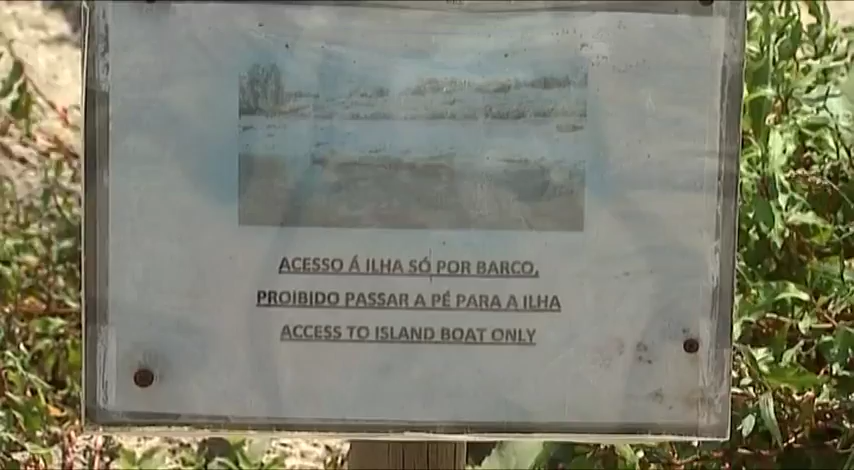 ACESSO Á ILHA SÓ POR BARCO,
PROIBIDO PASSAR A PÉ PARA A ILHA
ACCESS TO ISLAND BOAT ONLY